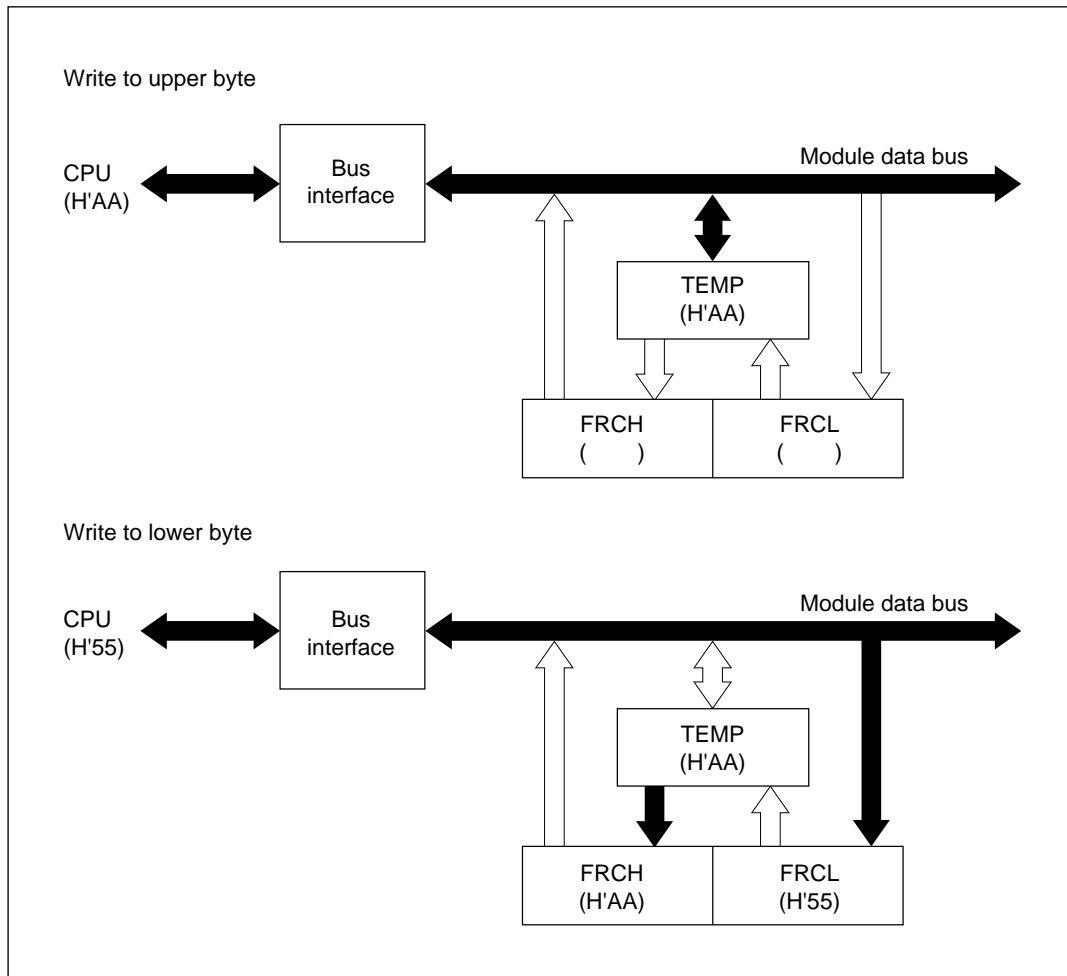 Write to upper byte
CPU
(H'AA)
Bus
interface
Module data bus
TEMP
(H'AA)
FRCH
(      )
FRCL
(      )
Write to lower byte
CPU
(H'55)
Bus
interface
Module data bus
TEMP
(H'AA)
FRCH
(H'AA)
FRCL
(H'55)